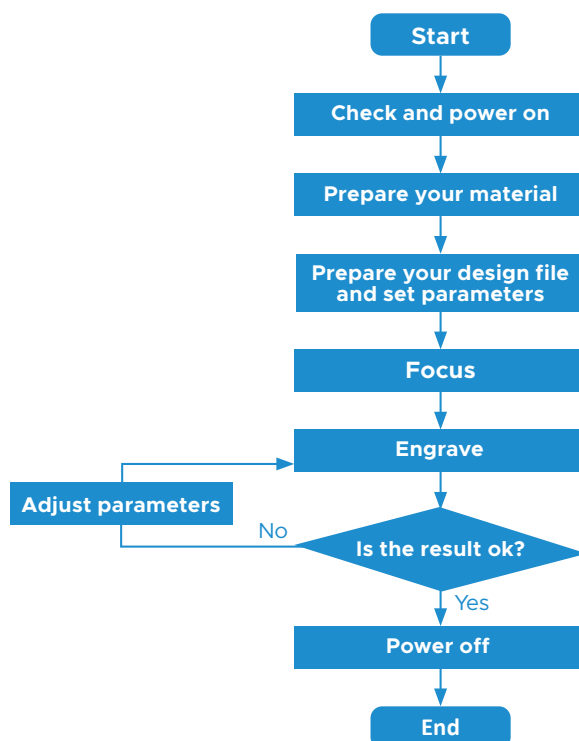 Start
Check and power on
Prepare your material
Prepare your design file
and set parameters
Focus
Engrave
Adjust parameters
No
Is the result ok?
Yes
Power off
End